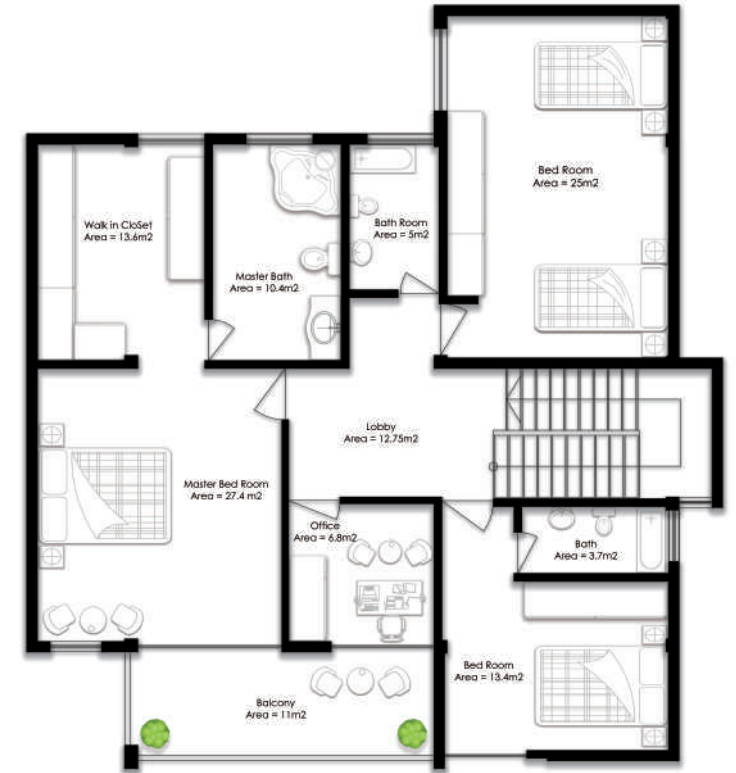 Bed Room
Area = 25m2
Walk in CloSet
Area = 13.6m2
Bath Room
Area = 5m2
Master Bath
Area = 10.4m2
Lobby
Area = 12.75m2
Master Bed Room
Area = 27.4 m2
Office
Area = 6.8m2
Bath
Area = 3.7m2
Bed Room
Area = 13.4m2
Balcony
Area = 11m2